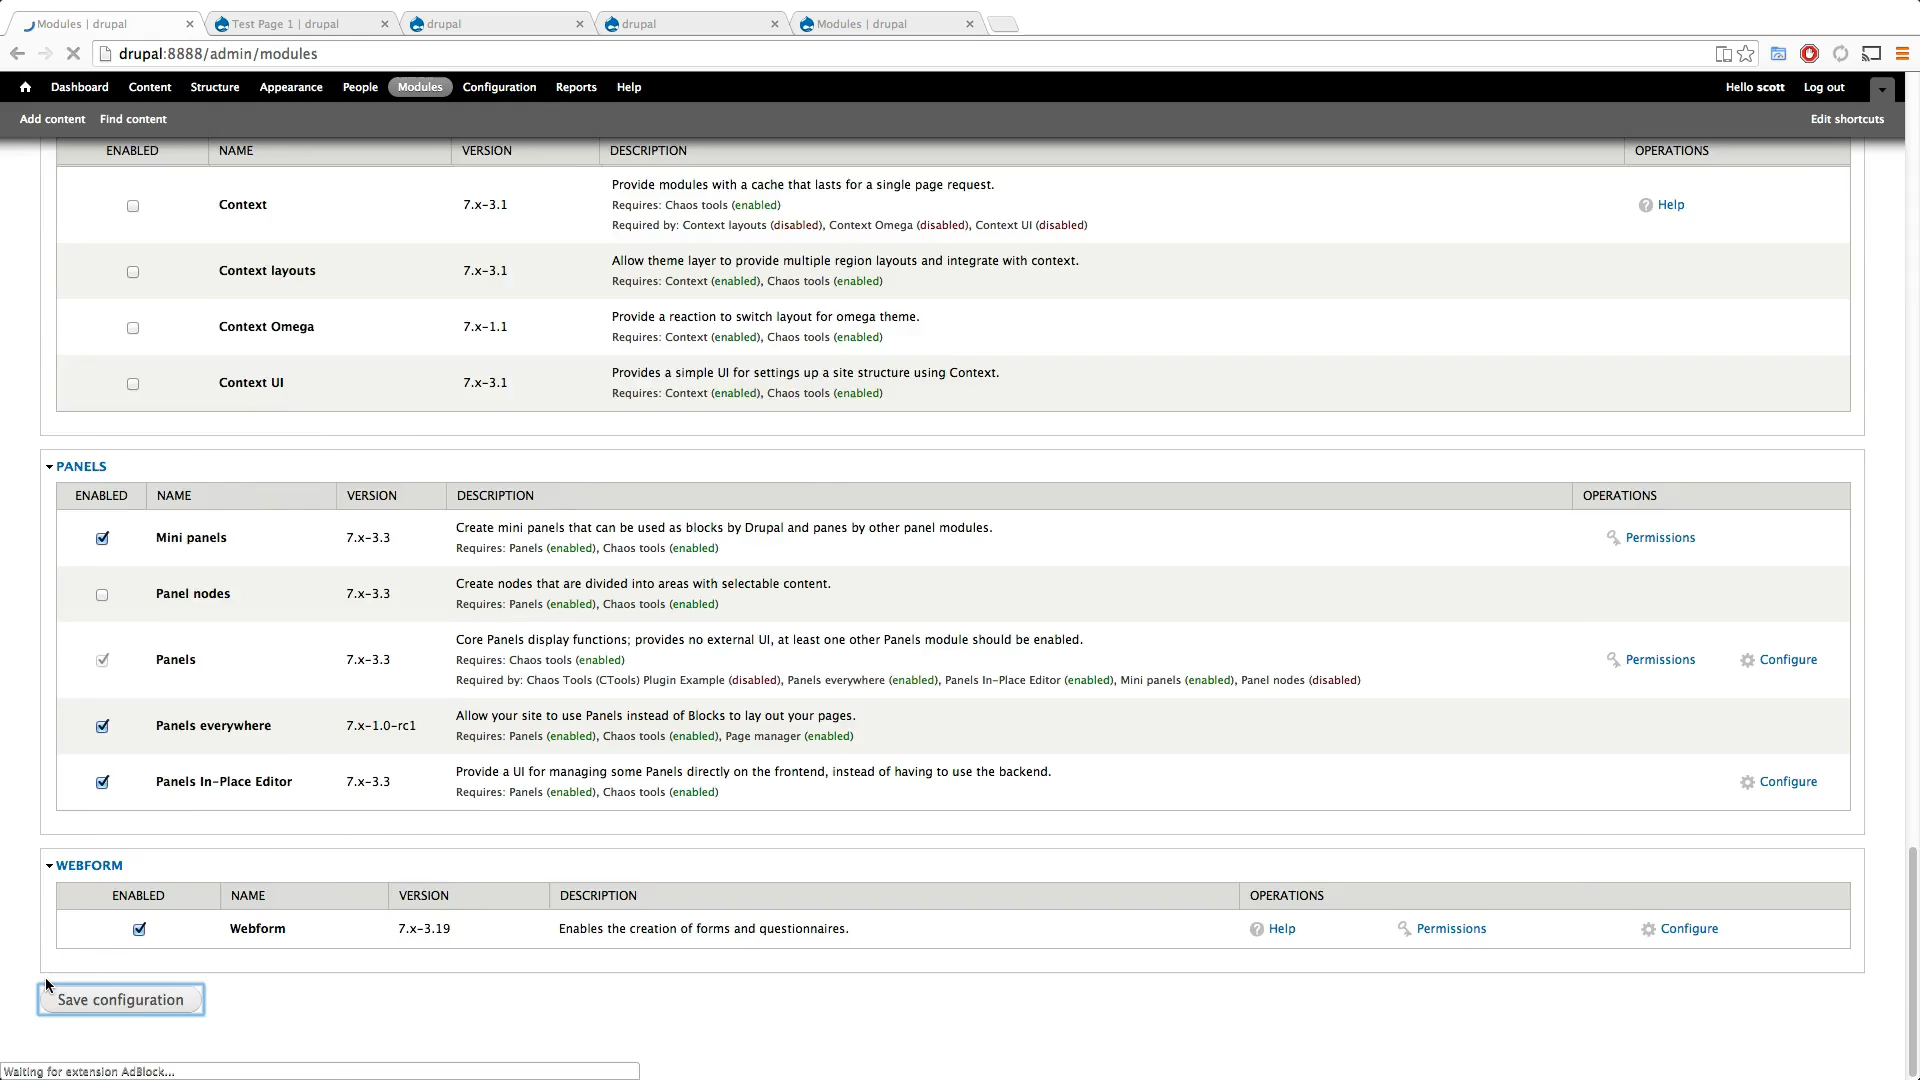 Modules | drupal
Test Page 1 | drupal
drupal
drupal
Modules | drupal
drupal:8888/admin/modules
Dashboard Content Structure Appearance People Modules Configuration Reports Help Hello scott Log out
Add content Find content Edit shortcuts
ENABLED NAME VERSION DESCRIPTION OPERATIONS
Provide modules with a cache that lasts for a single page request.
Context 7.x-3.1 Requires: Chaos tools (enabled) Help
Required by: Context layouts (disabled), Context Omega (disabled), Context UI (disabled)
Allow theme layer to provide multiple region layouts and integrate with context.
Context layouts 7.x-3.1
Requires: Context (enabled), Chaos tools (enabled)
Provide a reaction to switch layout for omega theme.
Context Omega 7.x-1.1
Requires: Context (enabled), Chaos tools (enabled)
Provides a simple UI for settings up a site structure using Context.
Context UI 7.x-3.1
Requires: Context (enabled), Chaos tools (enabled)
PANELS
ENABLED NAME VERSION DESCRIPTION OPERATIONS
Create mini panels that can be used as blocks by Drupal and panes by other panel modules.
Mini panels 7.x-3.3 Permissions
Requires: Panels (enabled), Chaos tools (enabled)
Create nodes that are divided into areas with selectable content.
Panel nodes 7.x-3.3
Requires: Panels (enabled), Chaos tools (enabled)
Core Panels display functions; provides no external UI, at least one other Panels module should be enabled.
Panels 7.x-3.3 Requires: Chaos tools (enabled) Permissions Configure
Required by: Chaos Tools (CTools) Plugin Example (disabled), Panels everywhere (enabled), Panels In-Place Editor (enabled), Mini panels (enabled), Panel nodes (disabled)
Allow your site to use Panels instead of Blocks to lay out your pages.
Panels everywhere 7.x-1.0-rc1
Requires: Panels (enabled), Chaos tools (enabled), Page manager (enabled)
Provide a UI for managing some Panels directly on the frontend, instead of having to use the backend.
Panels In-Place Editor 7.x-3.3 Configure
Requires: Panels (enabled), Chaos tools (enabled)
WEBFORM
ENABLED NAME VERSION DESCRIPTION OPERATIONS
Webform 7.x-3.19 Enables the creation of forms and questionnaires. Help Permissions Configure
Save configuration
Waiting for extension AdBlock...